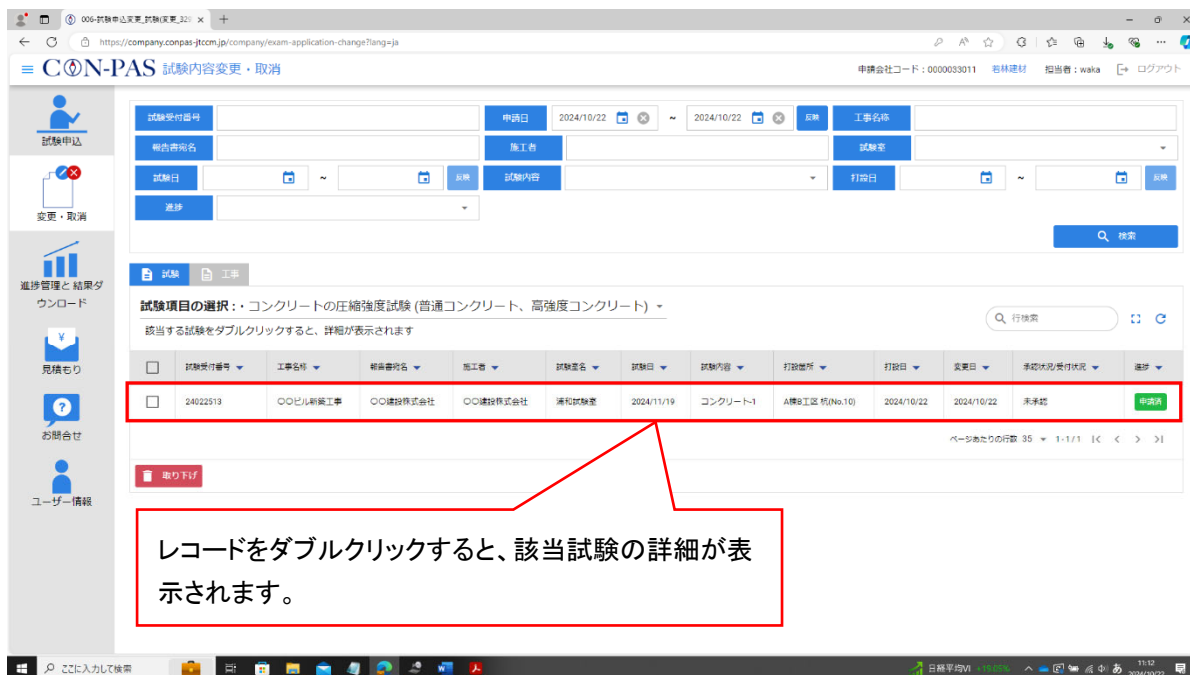 006-試験申込変更_試験(変更_329
https://company.conpas-jtccm.jp/company/exam-application-change?lang=ja
CON-PAS 試験内容変更・取消
申請会社コード：0000033011 若林建材 担当者：waka ログアウト
試験申込
変更・取消
進捗管理と結果ダ
ウンロード
見積もり
お問合せ
ユーザー情報
試験受付番号 申請日 2024/10/22 ~ 2024/10/22 反映 工事名称
報告書宛名 施工者 試験室
試験日 ~ 反映 試験内容 打設日 ~ 反映
進捗
検索
試験 工事
試験項目の選択：・コンクリートの圧縮強度試験 (普通コンクリート、高強度コンクリート)
行検索
該当する試験をダブルクリックすると、詳細が表示されます
試験受付番号 工事名称 報告書宛名 施工者 試験室名 試験日 試験内容 打設箇所 打設日 変更日 承認状況/受付状況 進捗
24022513 〇〇ビル新築工事 〇〇建設株式会社 〇〇建設株式会社 浦和試験室 2024/11/19 コンクリート-1 A棟B工区 杭(No.10) 2024/10/22 2024/10/22 未承認 申請済
ページあたりの行数 35 1-1/1 |< < > >|
取り下げ
レコードをダブルクリックすると、該当試験の詳細が表
示されます。
ここに入力して検索
日経平均VI +19.05%
あ
11:12
2024/10/22